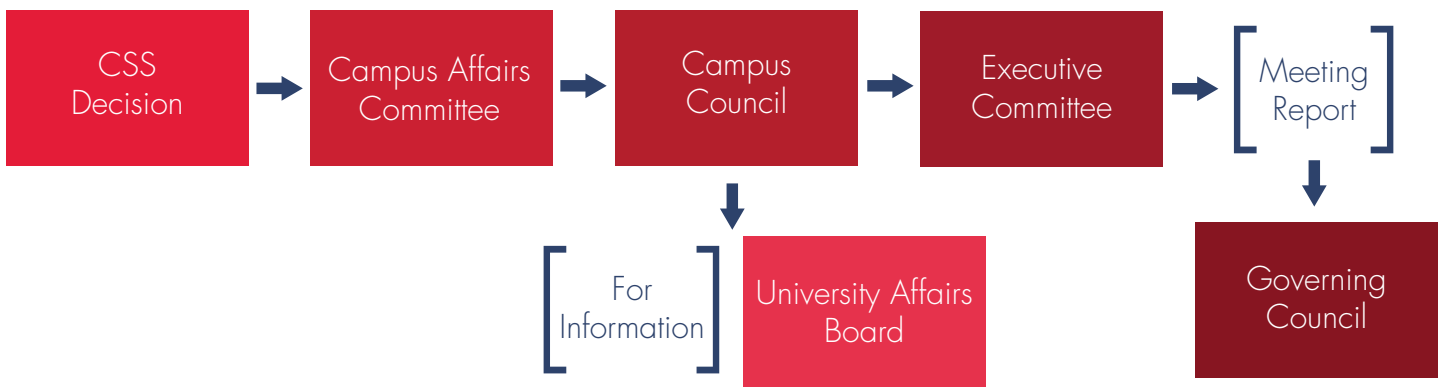 CSS
Decision
Campus Affairs
Committee
Campus
Council
Executive
Committee
Meeting
Report
For
Information
University Affairs
Board
Governing
Council